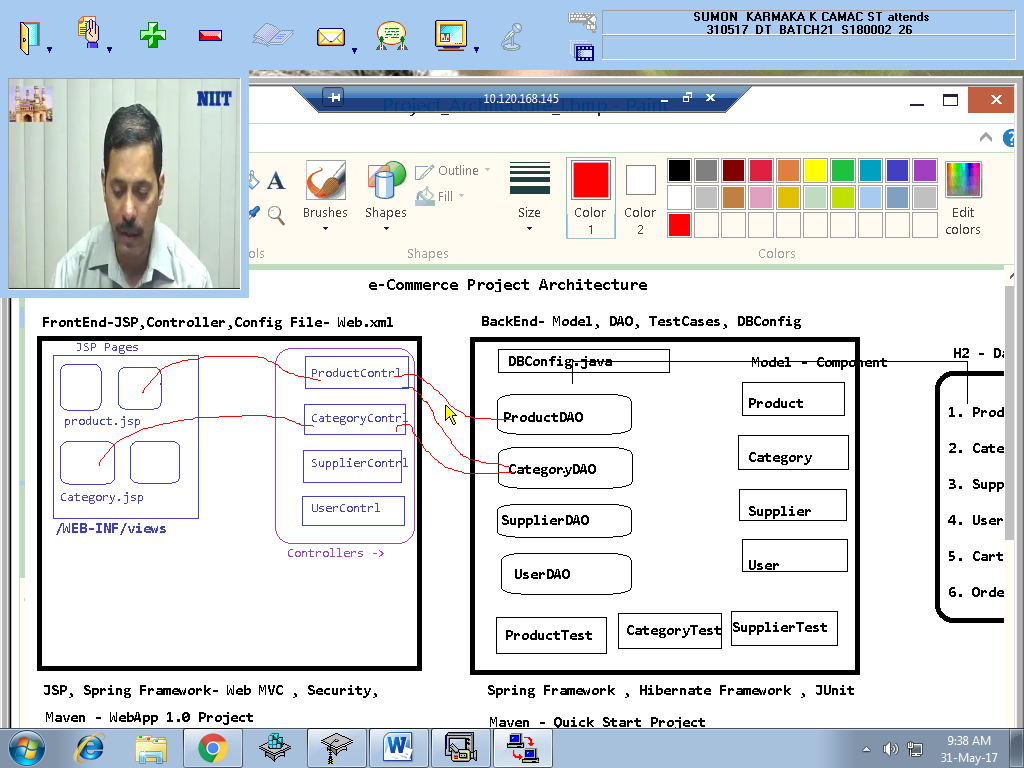 SUMON KARMAKA K CAMAC ST attends
310517_DT_BATCH21_S180002_26
NIIT
10.120.168.145
Outline
Fill
Brushes
Shapes
Size
Color
1
Color
2
Edit
colors
Shapes
Colors
e-Commerce Project Architecture
FrontEnd-JSP,Controller,Config File- Web.xml
BackEnd- Model, DAO, TestCases, DBConfig
JSP Pages
product.jsp
Category.jsp
/WEB-INF/views
ProductContrl
CategoryContrl
SupplierContrl
UserContrl
Controllers ->
DBConfig.java
ProductDAO
CategoryDAO
SupplierDAO
UserDAO
Model - Component
Product
Category
Supplier
User
ProductTest
CategoryTest
SupplierTest
H2 - Da
1. Prod
2. Cate
3. Supp
4. User
5. Cart
6. Orde
JSP, Spring Framework- Web MVC , Security,
Maven - WebApp 1.0 Project
Spring Framework , Hibernate Framework , JUnit
Maven - Quick Start Project
9:38 AM
31-May-17